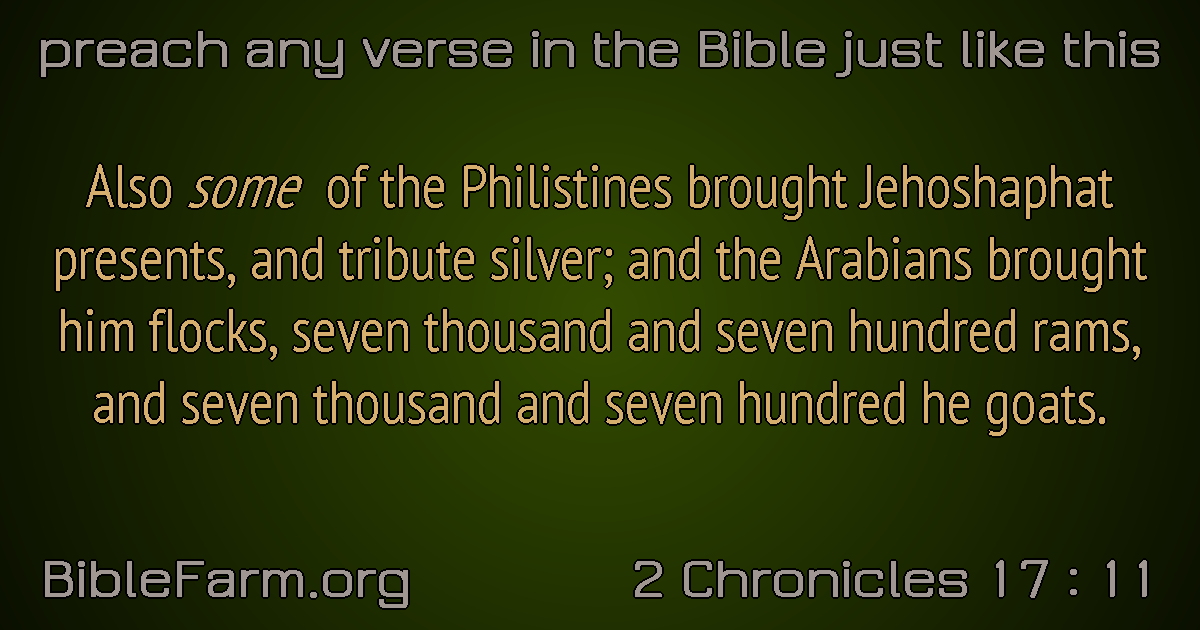 preach any verse in the Bible just like this
Also some of the Philistines brought Jehoshaphat
presents, and tribute silver; and the Arabians brought
him flocks, seven thousand and seven hundred rams,
and seven thousand and seven hundred he goats.
BibleFarm.org
2 Chronicles 17 : 11